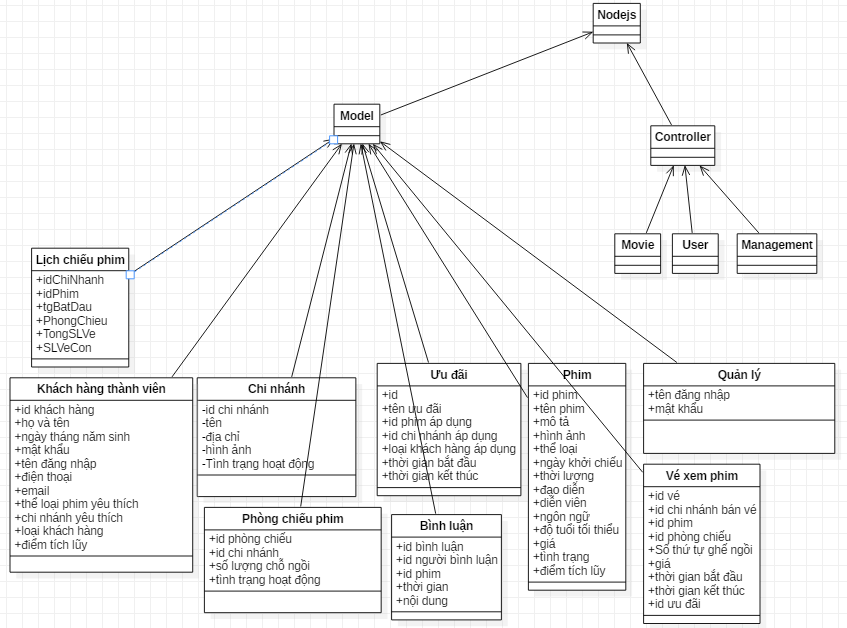 Nodejs
Model
Controller
Movie
User
Management
Lịch chiếu phim
+idChiNhanh
+idPhim
+tgBatDau
+PhongChieu
+TongSLVe
+SLVeCon
Khách hàng thành viên
+id khách hàng
+họ và tên
+ngày tháng năm sinh
+mật khẩu
+tên đăng nhập
+điện thoại
+email
+thể loại phim yêu thích
+chi nhánh yêu thích
+loại khách hàng
+điểm tích lũy
Chi nhánh
-id chi nhánh
-tên
-địa chỉ
-hình ảnh
-Tình trạng hoạt động
Ưu đãi
+id
+tên ưu đãi
+id phim áp dụng
+id chi nhánh áp dụng
+loại khách hàng áp dụng
+thời gian bắt đầu
+thời gian kết thúc
Phim
+id phim
+tên phim
+mô tả
+hình ảnh
+thể loại
+ngày khởi chiếu
+thời lượng
+đạo diễn
+diễn viên
+ngôn ngữ
+độ tuổi tối thiểu
+giá
+tình trạng
+điểm tích lũy
Quản lý
+tên đăng nhập
+mật khẩu
Phòng chiếu phim
+id phòng chiếu
+id chi nhánh
+số lượng chỗ ngồi
+tình trạng hoạt động
Bình luận
+id bình luận
+id người bình luận
+id phim
+thời gian
+nội dung
Vé xem phim
+id vé
+id chi nhánh bán vé
+id phim
+id phòng chiếu
+Số thứ tự ghế ngồi
+giá
+thời gian bắt đầu
+thời gian kết thúc
+id ưu đãi